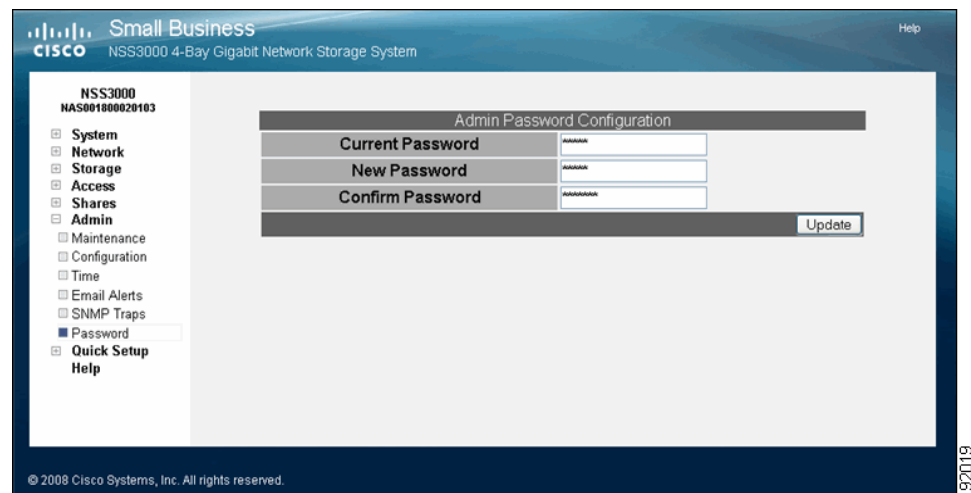 Small Business
Help
CISCO NSS3000 4-Bay Gigabit Network Storage System
NSS3000
NAS001800020103
System
Network
Storage
Access
Shares
Admin
Maintenance
Configuration
Time
Email Alerts
SNMP Traps
Password
Quick Setup
Help
Admin Password Configuration
Current Password *****
New Password *****
Confirm Password *******
Update
© 2008 Cisco Systems, Inc. All rights reserved.
92019